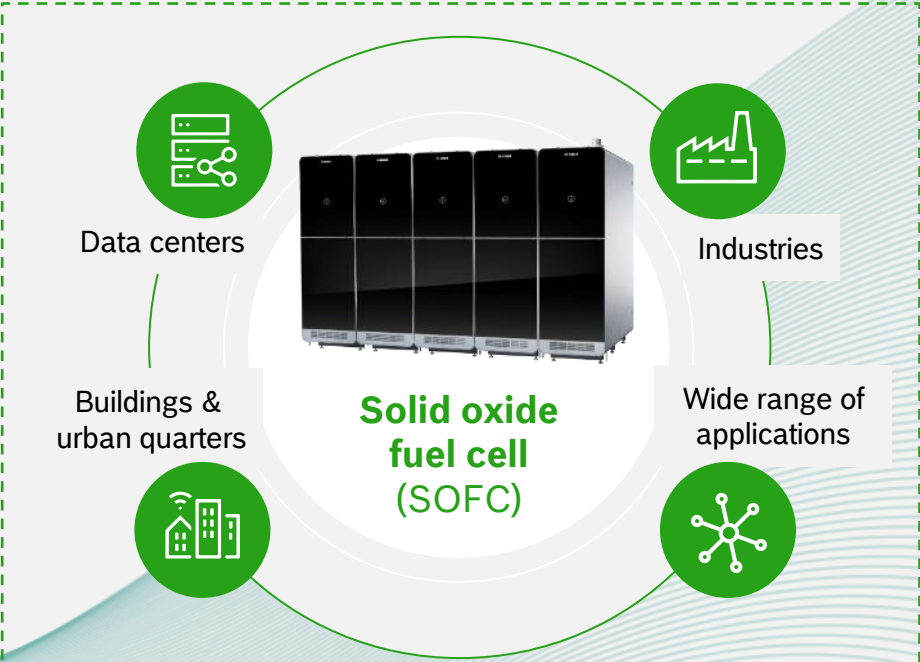 Data centers
Industries
Buildings &
urban quarters
Solid oxide
fuel cell
(SOFC)
Wide range of
applications